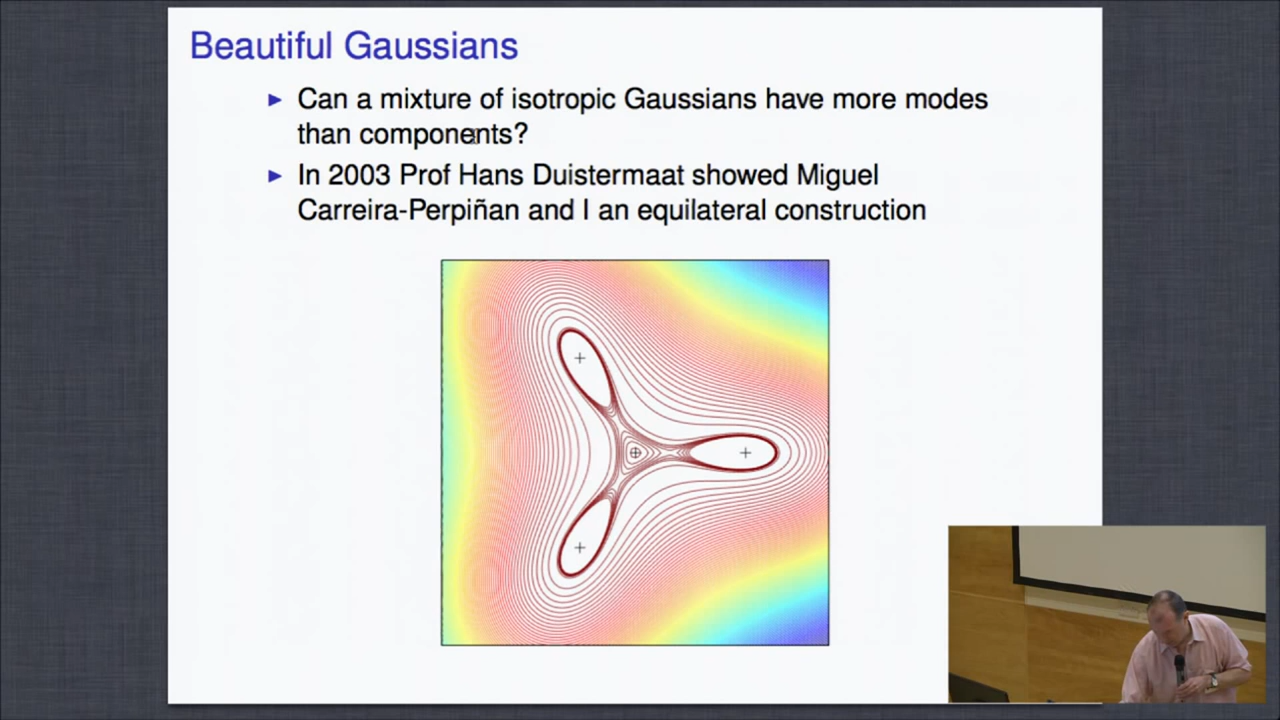 Beautiful Gaussians
Can a mixture of isotropic Gaussians have more modes
than components?
In 2003 Prof Hans Duistermaat showed Miguel
Carreira-Perpiñan and I an equilateral construction